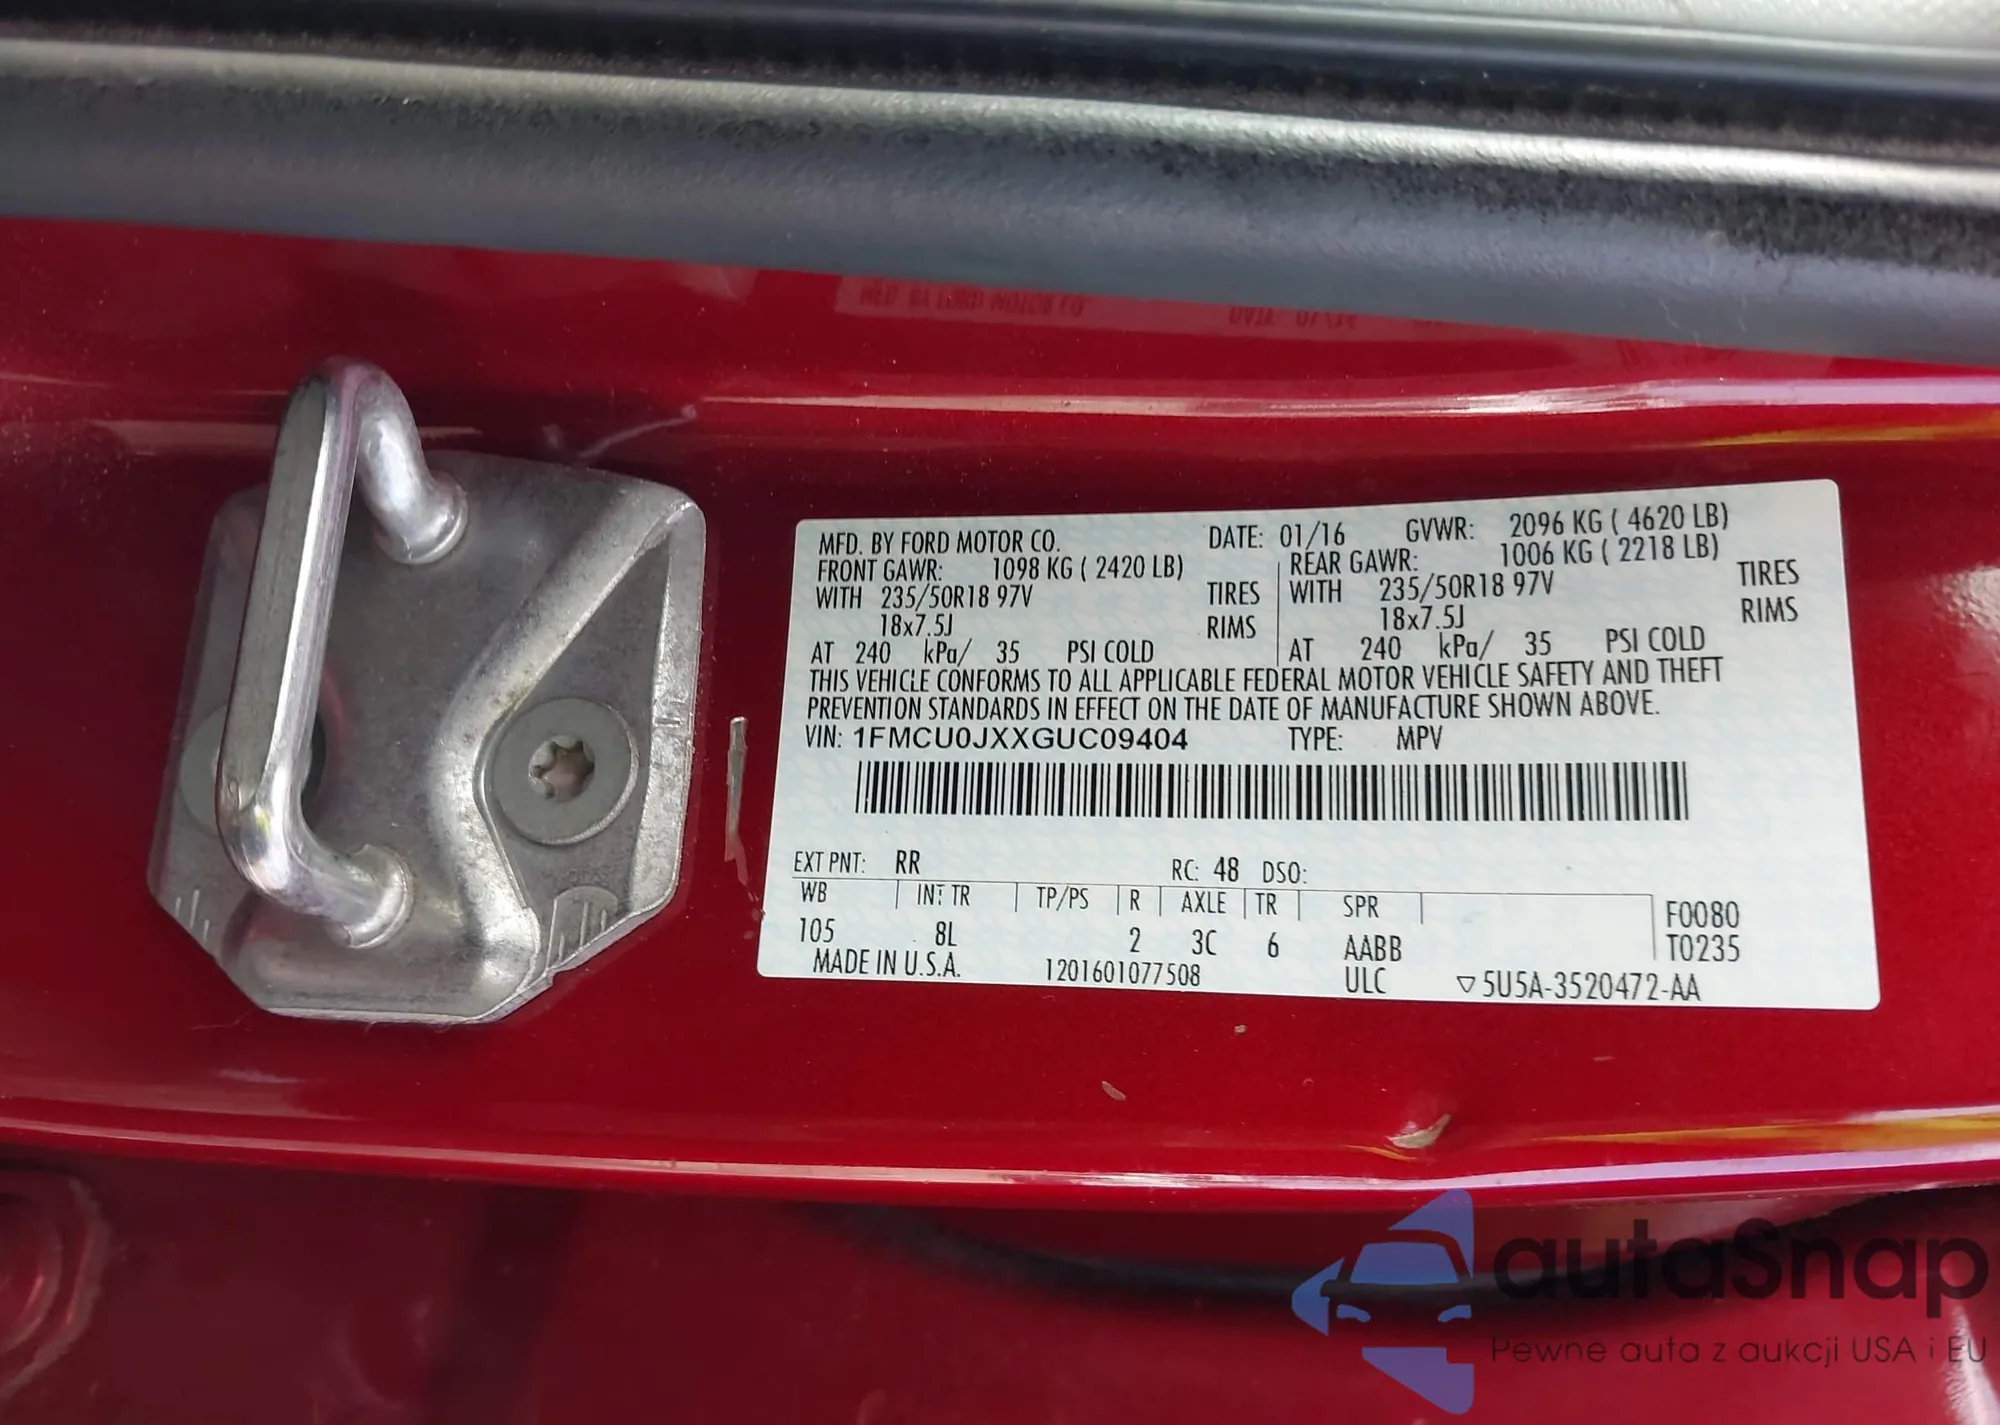 MFD. BY FORD MOTOR CO. DATE: 01/16 GVWR: 2096 KG ( 4620 LB)
FRONT GAWR: 1098 KG ( 2420 LB) REAR GAWR: 1006 KG ( 2218 LB)
WITH 235/50R18 97V TIRES WITH 235/50R18 97V TIRES
18x7.5J RIMS 18x7.5J RIMS
AT 240 kPa/ 35 PSI COLD AT 240 kPa/ 35 PSI COLD
THIS VEHICLE CONFORMS TO ALL APPLICABLE FEDERAL MOTOR VEHICLE SAFETY AND THEFT
PREVENTION STANDARDS IN EFFECT ON THE DATE OF MANUFACTURE SHOWN ABOVE.
VIN: 1FMCU0JXXGUC09404 TYPE: MPV
EXT PNT: RR RC: 48 DSO:
WB INT TR TP/PS R AXLE TR SPR F0080
105 8L 2 3C 6 AABB T0235
MADE IN U.S.A. 1201601077508 ULC ▽5U5A-3520472-AA
autaSnap
Pewne auta z aukcji USA i EU